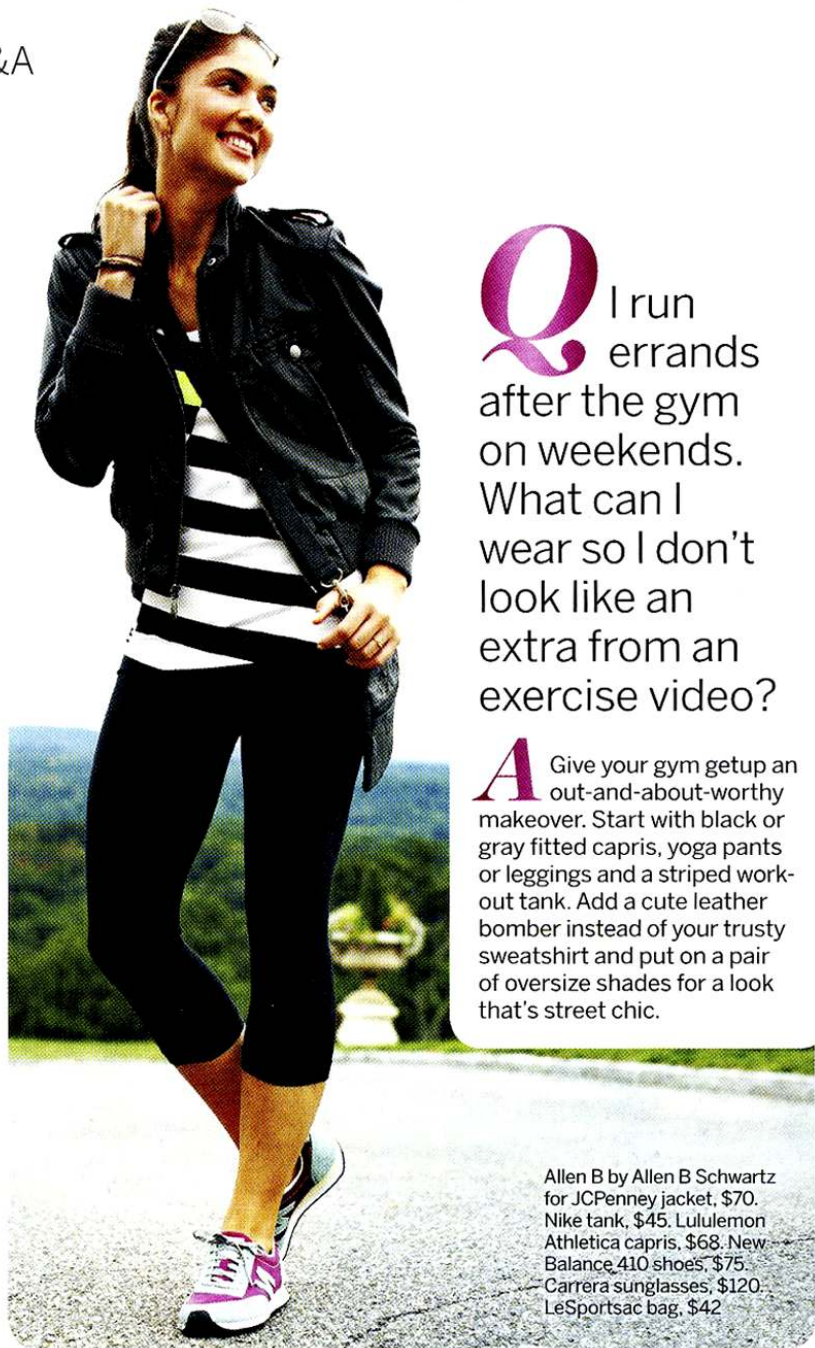 &A
Q I run
errands
after the gym
on weekends.
What can I
wear so I don't
look like an
extra from an
exercise video?
A Give your gym getup an
out-and-about-worthy
makeover. Start with black or
gray fitted capris, yoga pants
or leggings and a striped work-
out tank. Add a cute leather
bomber instead of your trusty
sweatshirt and put on a pair
of oversize shades for a look
that's street chic.
Allen B by Allen B Schwartz
for JCPenney jacket, $70.
Nike tank, $45. Lululemon
Athletica capris, $68. New
Balance 410 shoes, $75.
Carrera sunglasses, $120.
LeSportsac bag, $42
N